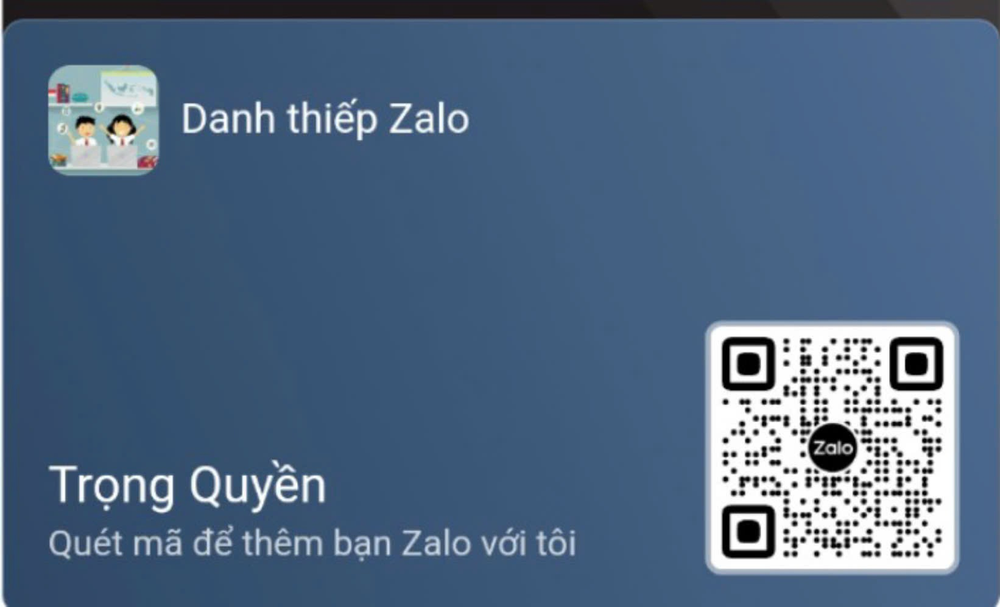 Danh thiếp Zalo
Trọng Quyền
Quét mã để thêm bạn Zalo với tôi
Zalo